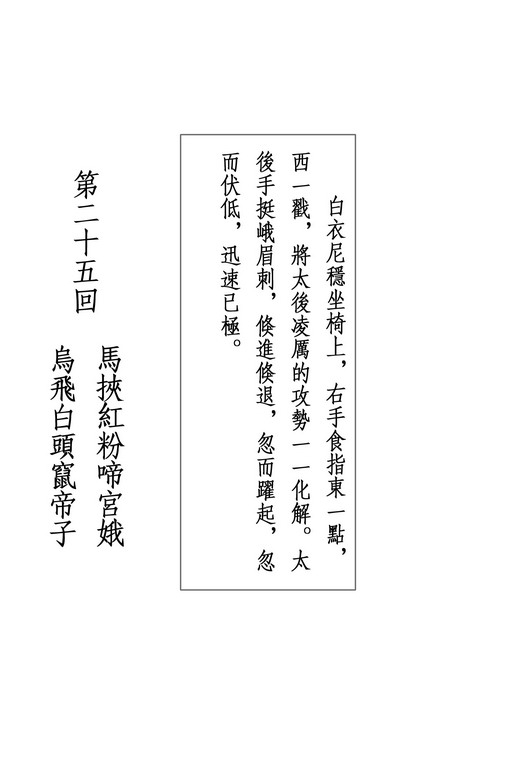 白衣尼穩坐椅上，右手食指東一點，
西一戳，將太後凌厲的攻勢一一化解。太
後手挺峨眉刺，倏進倏退，忽而躍起，忽
而伏低，迅速已極。
第二十五回
馬挾紅粉啼宮娥
烏飛白頭竄帝子